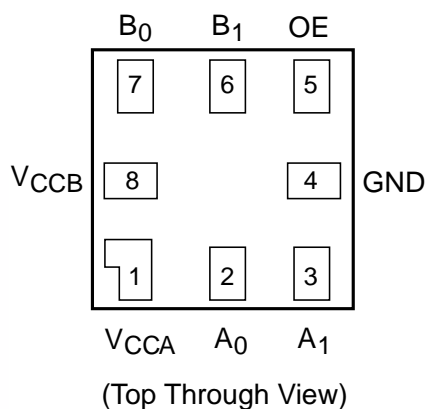 B₀ B₁ OE
7 6 5
VCCB 8 4 GND
1 2 3
VCCA A₀ A₁
(Top Through View)